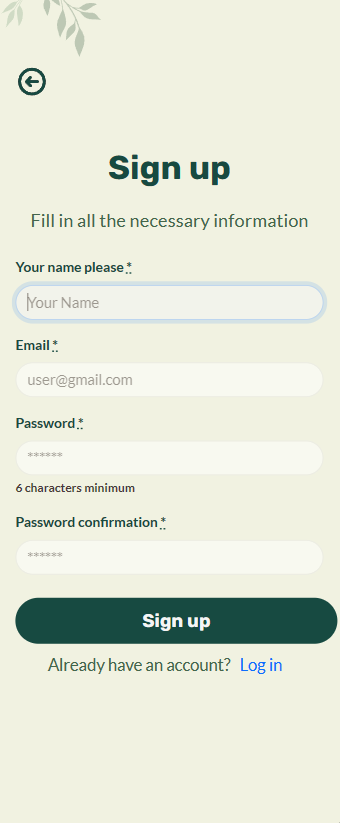 Sign up
Fill in all the necessary information
Your name please *
Your Name
Email *
user@gmail.com
Password *
******
6 characters minimum
Password confirmation *
******
Sign up
Already have an account? Log in